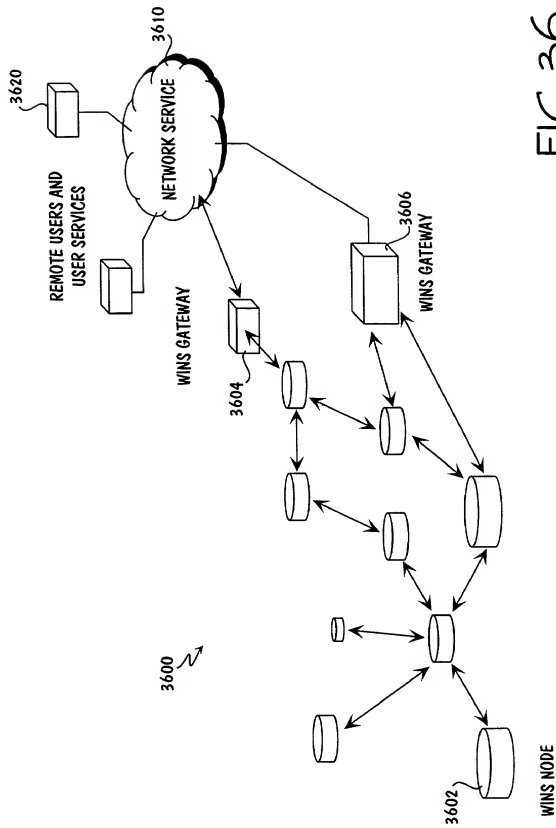 3620
3610
REMOTE USERS AND
USER SERVICES
NETWORK SERVICE
WINS GATEWAY
3604
3606
WINS GATEWAY
3600
3602
WINS NODE
FIG 36